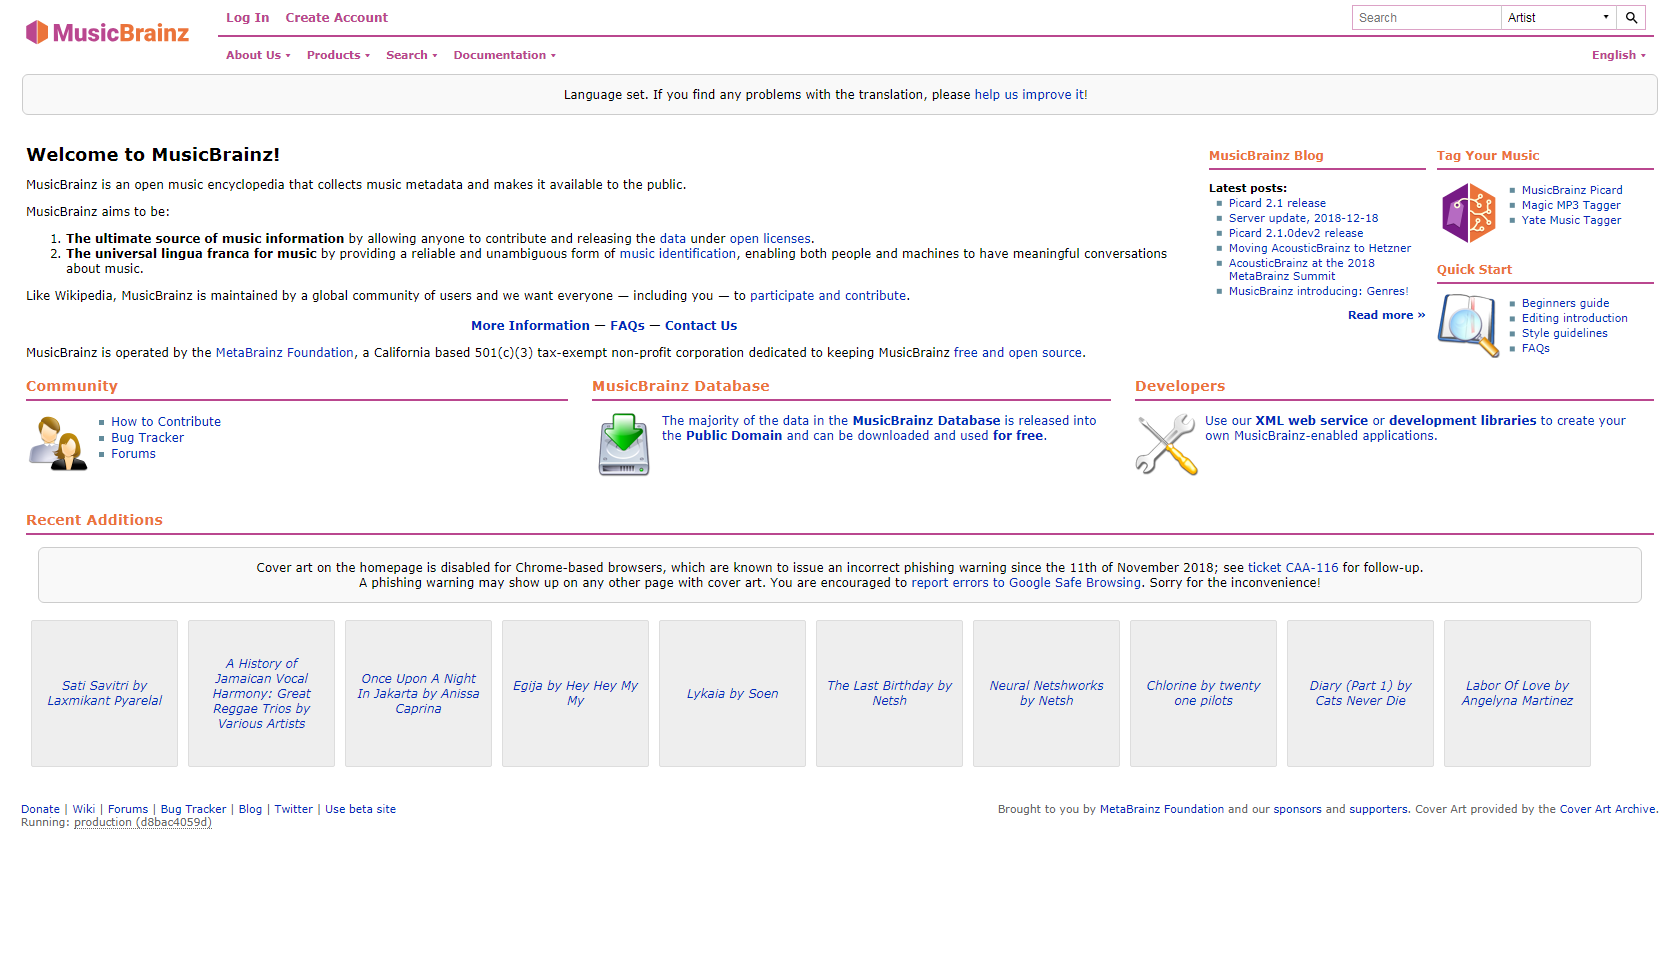 MusicBrainz
Log In Create Account
Search Artist
About Us Products Search Documentation
English
Language set. If you find any problems with the translation, please help us improve it!
Welcome to MusicBrainz!
MusicBrainz is an open music encyclopedia that collects music metadata and makes it available to the public.
MusicBrainz aims to be:
1. The ultimate source of music information by allowing anyone to contribute and releasing the data under open licenses.
2. The universal lingua franca for music by providing a reliable and unambiguous form of music identification, enabling both people and machines to have meaningful conversations
about music.
Like Wikipedia, MusicBrainz is maintained by a global community of users and we want everyone — including you — to participate and contribute.
More Information — FAQs — Contact Us
MusicBrainz is operated by the MetaBrainz Foundation, a California based 501(c)(3) tax-exempt non-profit corporation dedicated to keeping MusicBrainz free and open source.
MusicBrainz Blog
Latest posts:
Picard 2.1 release
Server update, 2018-12-18
Picard 2.1.0dev2 release
Moving AcousticBrainz to Hetzner
AcousticBrainz at the 2018
MetaBrainz Summit
MusicBrainz introducing: Genres!
Read more »
Tag Your Music
MusicBrainz Picard
Magic MP3 Tagger
Yate Music Tagger
Quick Start
Beginners guide
Editing introduction
Style guidelines
FAQs
Community
How to Contribute
Bug Tracker
Forums
MusicBrainz Database
The majority of the data in the MusicBrainz Database is released into
the Public Domain and can be downloaded and used for free.
Developers
Use our XML web service or development libraries to create your
own MusicBrainz-enabled applications.
Recent Additions
Cover art on the homepage is disabled for Chrome-based browsers, which are known to issue an incorrect phishing warning since the 11th of November 2018; see ticket CAA-116 for follow-up.
A phishing warning may show up on any other page with cover art. You are encouraged to report errors to Google Safe Browsing. Sorry for the inconvenience!
Sati Savitri by
Laxmikant Pyarelal
A History of
Jamaican Vocal
Harmony: Great
Reggae Trios by
Various Artists
Once Upon A Night
In Jakarta by Anissa
Caprina
Egija by Hey Hey My
My
Lykaia by Soen
The Last Birthday by
Netsh
Neural Netshworks
by Netsh
Chlorine by twenty
one pilots
Diary (Part 1) by
Cats Never Die
Labor Of Love by
Angelyna Martinez
Donate | Wiki | Forums | Bug Tracker | Blog | Twitter | Use beta site
Running: production (d8bac4059d)
Brought to you by MetaBrainz Foundation and our sponsors and supporters. Cover Art provided by the Cover Art Archive.